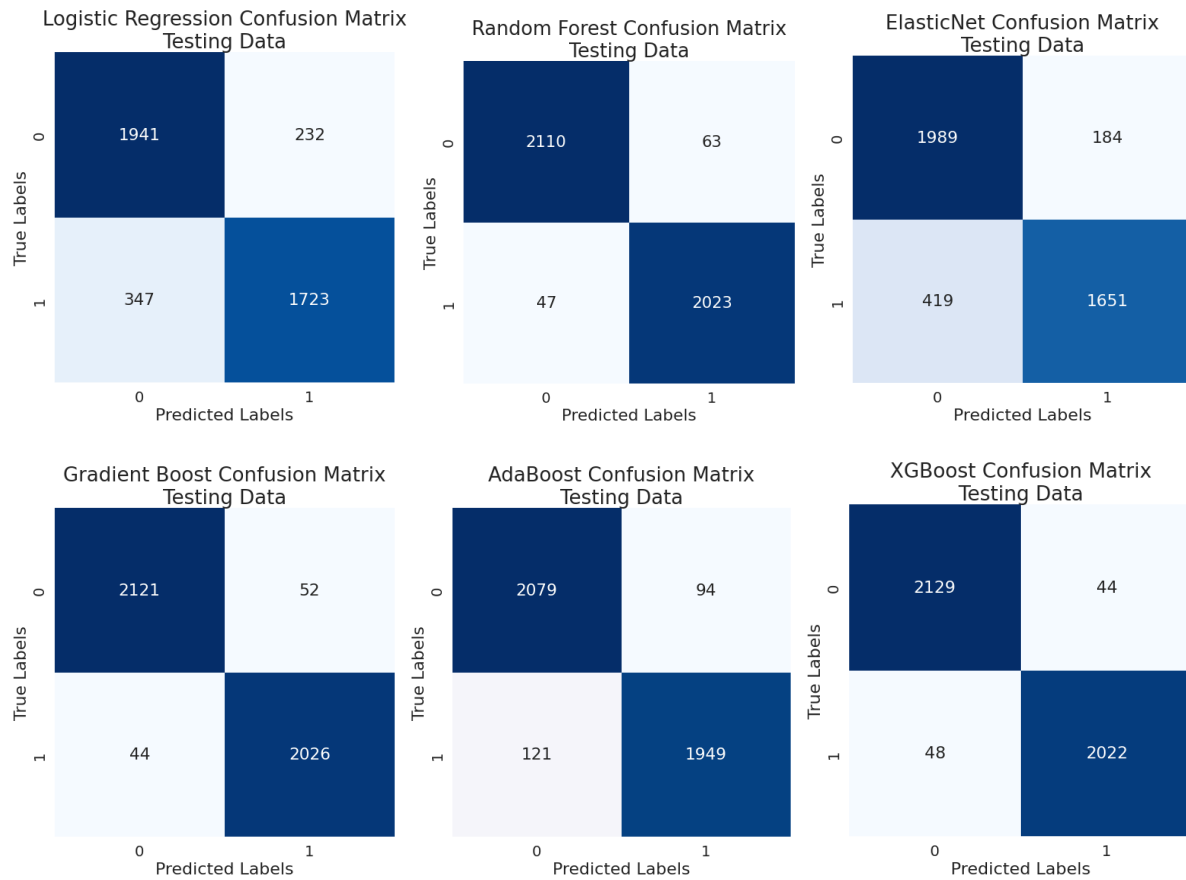 Logistic Regression Confusion Matrix
Testing Data
True Labels
0
1941
232
1
347
1723
0
1
Predicted Labels
Random Forest Confusion Matrix
Testing Data
True Labels
0
2110
63
1
47
2023
0
1
Predicted Labels
ElasticNet Confusion Matrix
Testing Data
True Labels
0
1989
184
1
419
1651
0
1
Predicted Labels
Gradient Boost Confusion Matrix
Testing Data
True Labels
0
2121
52
1
44
2026
0
1
Predicted Labels
AdaBoost Confusion Matrix
Testing Data
True Labels
0
2079
94
1
121
1949
0
1
Predicted Labels
XGBoost Confusion Matrix
Testing Data
True Labels
0
2129
44
1
48
2022
0
1
Predicted Labels